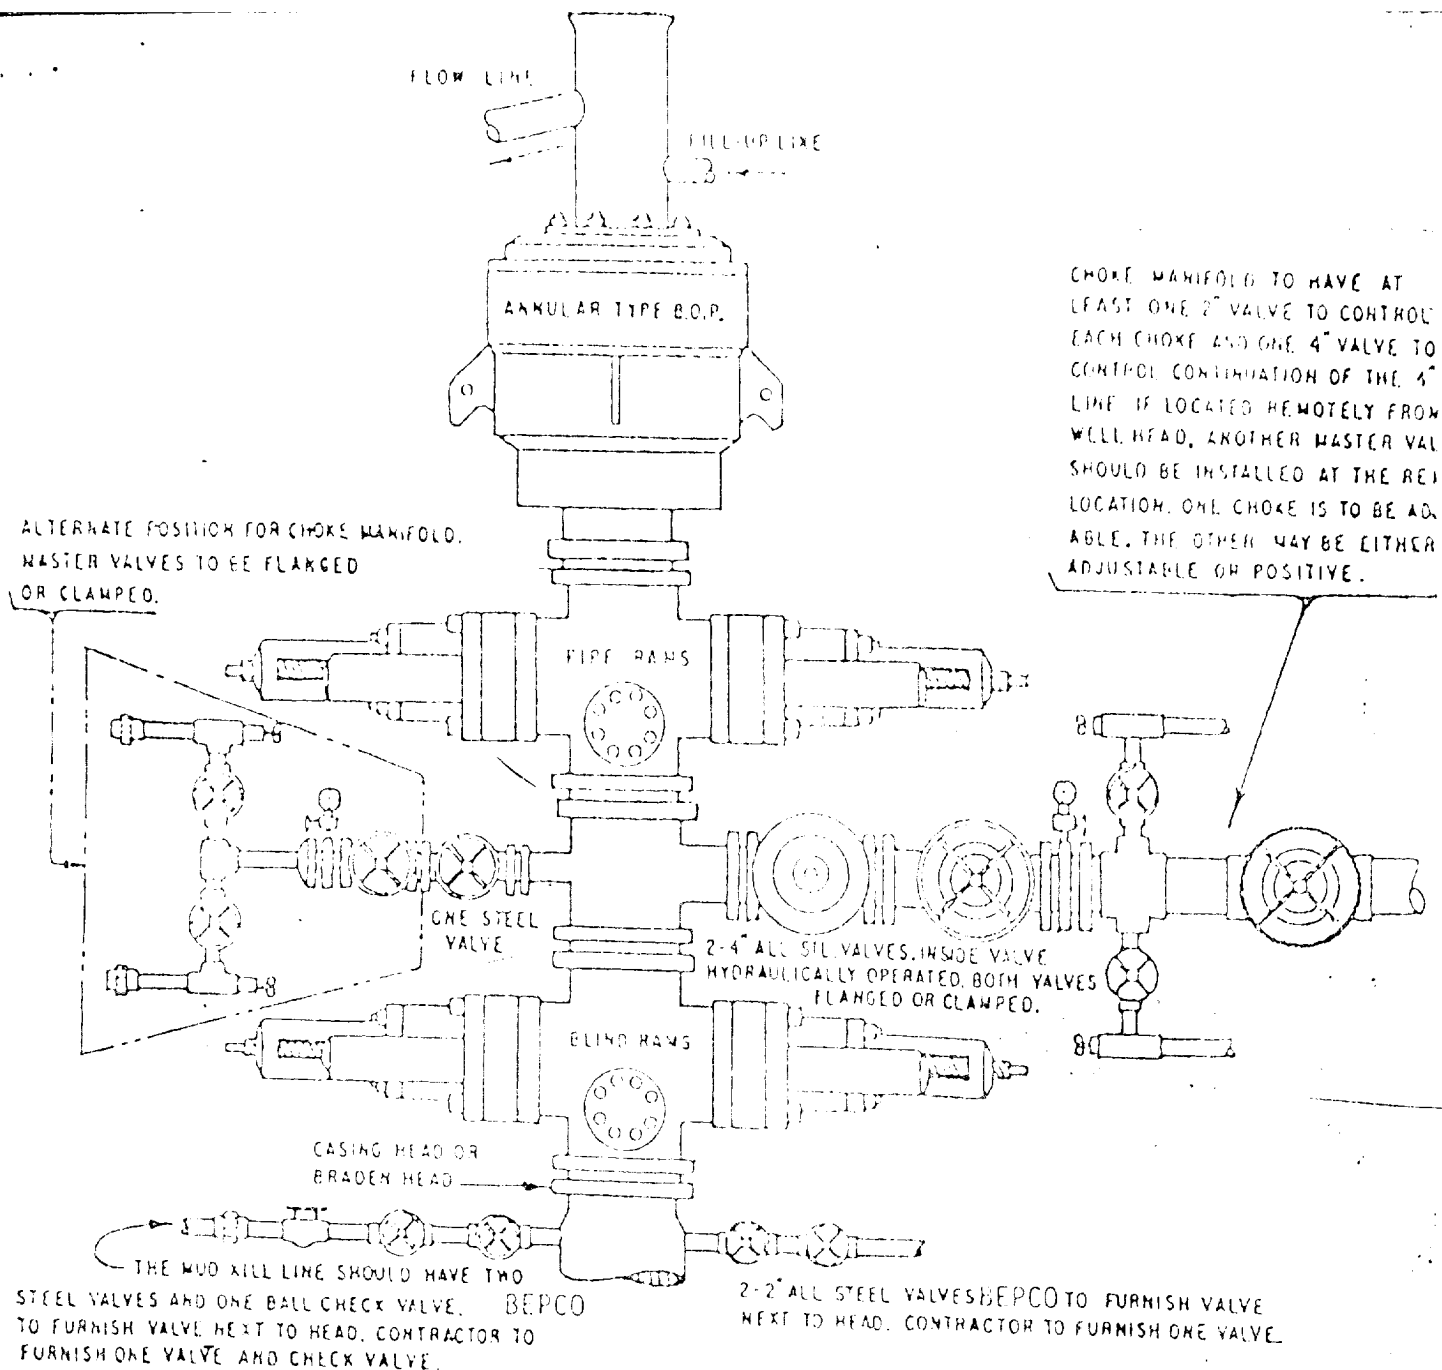 FLOW LINE
FILL-UP LINE
ANNULAR TYPE B.O.P.
CHOKE MANIFOLD TO HAVE AT
LEAST ONE 2" VALVE TO CONTROL
EACH CHOKE AND ONE 4" VALVE TO
CONTROL CONTINUATION OF THE 4"
LINE IF LOCATED REMOTELY FROM
WELL HEAD, ANOTHER MASTER VAL
SHOULD BE INSTALLED AT THE REM
LOCATION. ONE CHOKE IS TO BE AD
ABLE. THE OTHER MAY BE EITHER
ADJUSTABLE OR POSITIVE.
ALTERNATE POSITION FOR CHOKE MANIFOLD.
MASTER VALVES TO BE FLANGED
OR CLAMPED.
PIPE RAMS
ONE STEEL
VALVE
2-4" ALL STL. VALVES. INSIDE VALVE
HYDRAULICALLY OPERATED. BOTH VALVES
FLANGED OR CLAMPED.
BLIND RAMS
CASING HEAD OR
BRADEN HEAD
THE MUD KILL LINE SHOULD HAVE TWO
STEEL VALVES AND ONE BALL CHECK VALVE. BEPCO
TO FURNISH VALVE NEXT TO HEAD. CONTRACTOR TO
FURNISH ONE VALVE AND CHECK VALVE.
2-2" ALL STEEL VALVES BEPCO TO FURNISH VALVE
NEXT TO HEAD. CONTRACTOR TO FURNISH ONE VALVE.